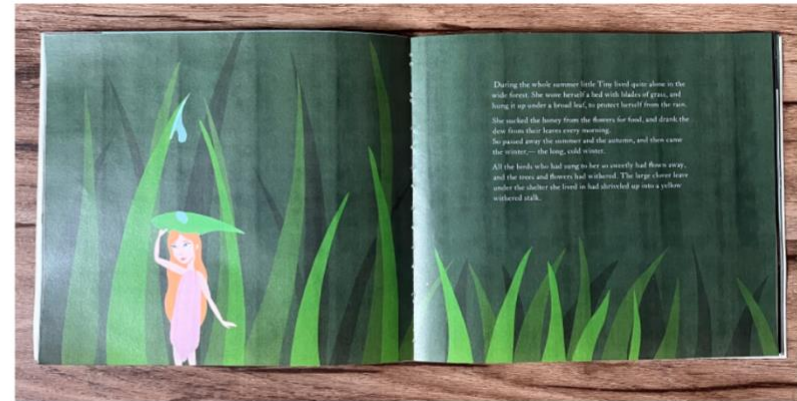 During the whole summer little Tiny lived quite alone in the
wide forest. She wove herself a bed with blades of grass, and
hung it up under a broad leaf, to protect herself from the rain.
She sucked the honey from the flowers for food, and drank the
dew from their leaves every morning.
So passed away the summer and the autumn, and then came
the winter,— the long, cold winter.
All the birds who had sung to her so sweetly had flown away,
and the trees and flowers had withered. The large clover leave
under the shelter she lived in had shriveled up into a yellow
withered stalk.